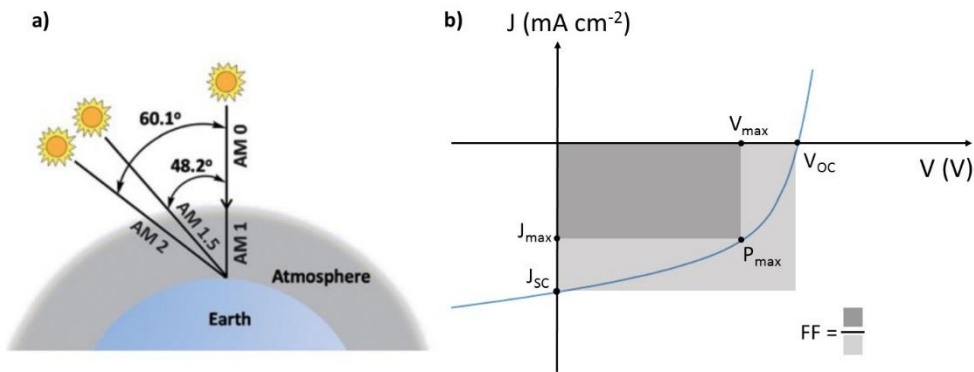 a)
60.1°
48.2°
AM 0
AM 1
AM 1.5
AM 2
Atmosphere
Earth
b)
J (mA cm⁻²)
V_max
V_OC
V (V)
J_max
P_max
J_SC
FF =